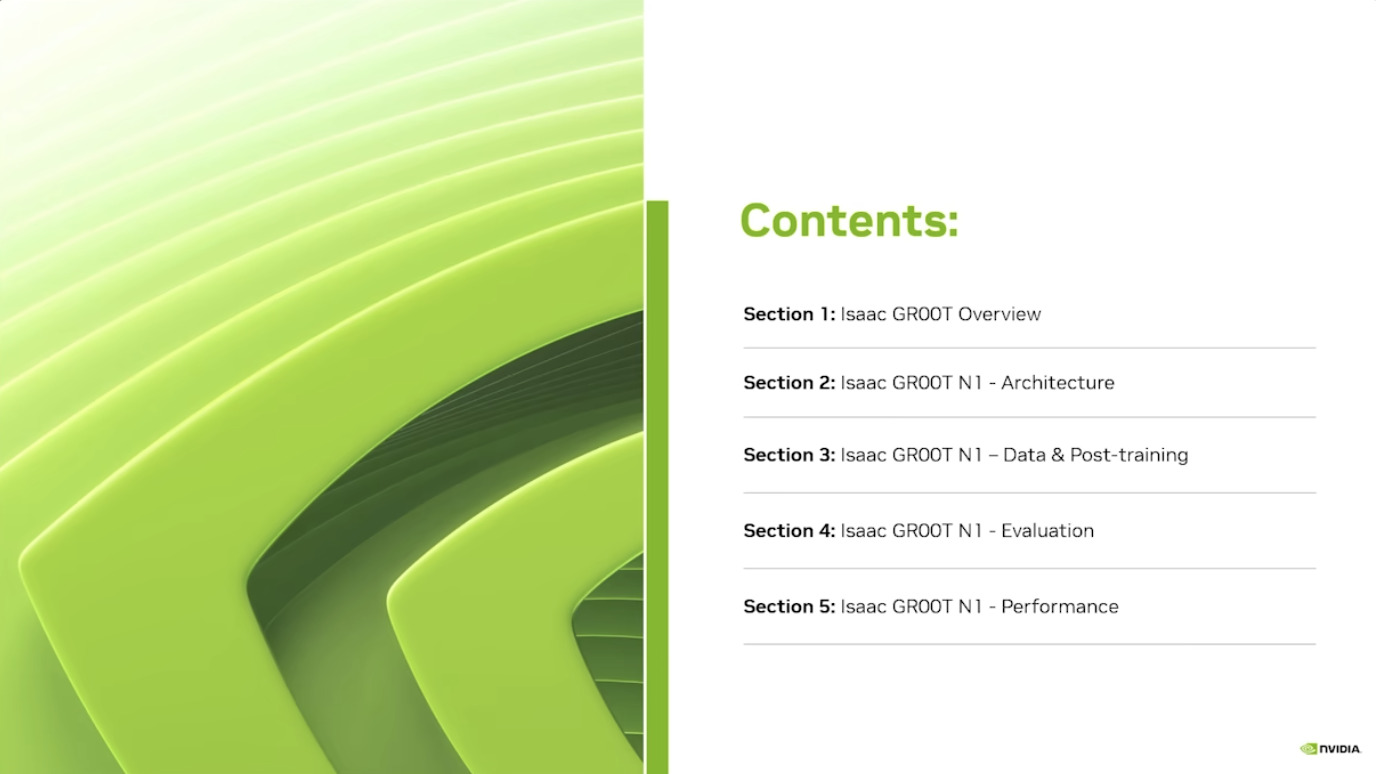 Contents:
Section 1: Isaac GR00T Overview
Section 2: Isaac GR00T N1 - Architecture
Section 3: Isaac GR00T N1 – Data & Post-training
Section 4: Isaac GR00T N1 - Evaluation
Section 5: Isaac GR00T N1 - Performance
NVIDIA.